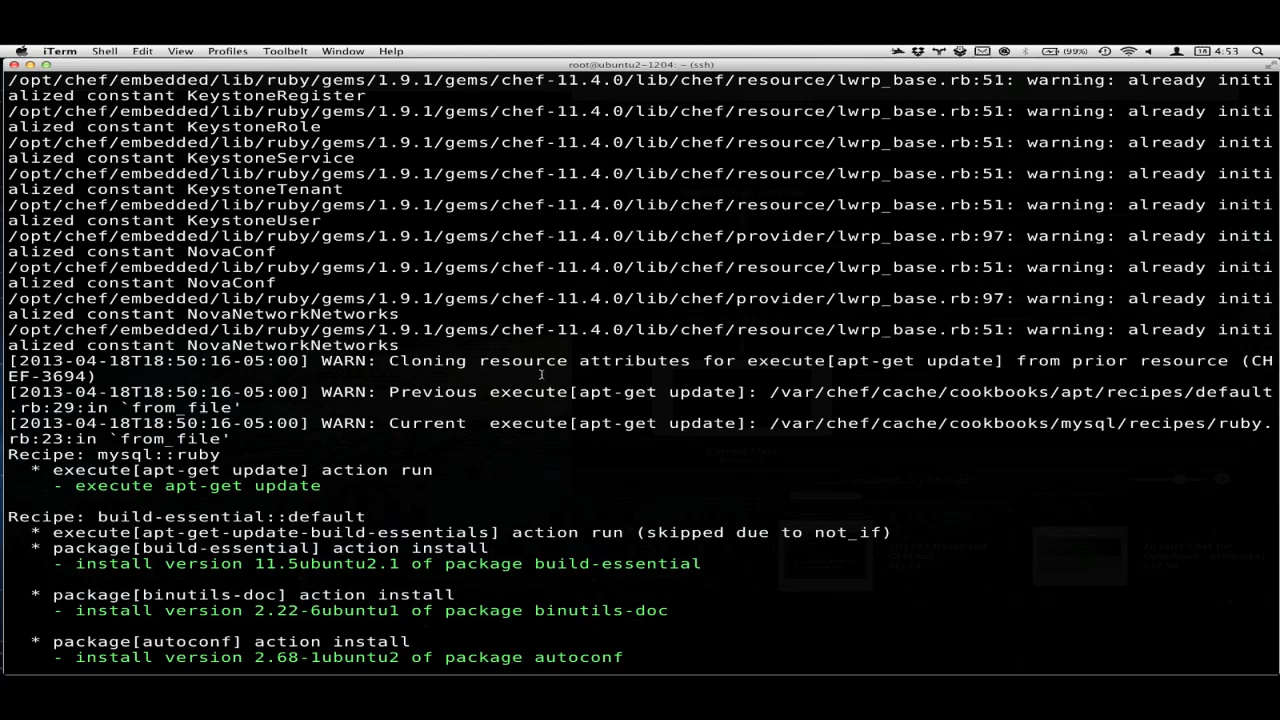 iTerm Shell Edit View Profiles Toolbelt Window Help (99%) 18 4:53
root@ubuntu2-1204: ~ (ssh)
/opt/chef/embedded/lib/ruby/gems/1.9.1/gems/chef-11.4.0/lib/chef/resource/lwrp_base.rb:51: warning: already initi
alized constant KeystoneRegister
/opt/chef/embedded/lib/ruby/gems/1.9.1/gems/chef-11.4.0/lib/chef/resource/lwrp_base.rb:51: warning: already initi
alized constant KeystoneRole
/opt/chef/embedded/lib/ruby/gems/1.9.1/gems/chef-11.4.0/lib/chef/resource/lwrp_base.rb:51: warning: already initi
alized constant KeystoneService
/opt/chef/embedded/lib/ruby/gems/1.9.1/gems/chef-11.4.0/lib/chef/resource/lwrp_base.rb:51: warning: already initi
alized constant KeystoneTenant
/opt/chef/embedded/lib/ruby/gems/1.9.1/gems/chef-11.4.0/lib/chef/resource/lwrp_base.rb:51: warning: already initi
alized constant KeystoneUser
/opt/chef/embedded/lib/ruby/gems/1.9.1/gems/chef-11.4.0/lib/chef/provider/lwrp_base.rb:97: warning: already initi
alized constant NovaConf
/opt/chef/embedded/lib/ruby/gems/1.9.1/gems/chef-11.4.0/lib/chef/resource/lwrp_base.rb:51: warning: already initi
alized constant NovaConf
/opt/chef/embedded/lib/ruby/gems/1.9.1/gems/chef-11.4.0/lib/chef/provider/lwrp_base.rb:97: warning: already initi
alized constant NovaNetworkNetworks
/opt/chef/embedded/lib/ruby/gems/1.9.1/gems/chef-11.4.0/lib/chef/resource/lwrp_base.rb:51: warning: already initi
alized constant NovaNetworkNetworks
[2013-04-18T18:50:16-05:00] WARN: Cloning resource attributes for execute[apt-get update] from prior resource (CH
EF-3694)
[2013-04-18T18:50:16-05:00] WARN: Previous execute[apt-get update]: /var/chef/cache/cookbooks/apt/recipes/default
.rb:29:in `from_file'
[2013-04-18T18:50:16-05:00] WARN: Current  execute[apt-get update]: /var/chef/cache/cookbooks/mysql/recipes/ruby.
rb:23:in `from_file'
Recipe: mysql::ruby
  * execute[apt-get update] action run
    - execute apt-get update
Recipe: build-essential::default
  * execute[apt-get-update-build-essentials] action run (skipped due to not_if)
  * package[build-essential] action install
    - install version 11.5ubuntu2.1 of package build-essential
  * package[binutils-doc] action install
    - install version 2.22-6ubuntu1 of package binutils-doc
  * package[autoconf] action install
    - install version 2.68-1ubuntu2 of package autoconf